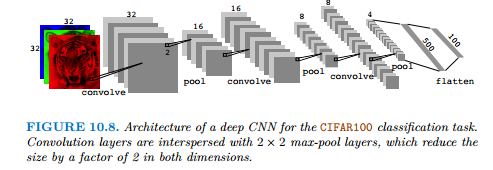 32
32
32
2
16
16
8
8
4
500
100
convolve
pool
convolve
pool
convolve
pool
flatten
FIGURE 10.8. Architecture of a deep CNN for the CIFAR100 classification task.
Convolution layers are interspersed with 2 × 2 max-pool layers, which reduce the
size by a factor of 2 in both dimensions.